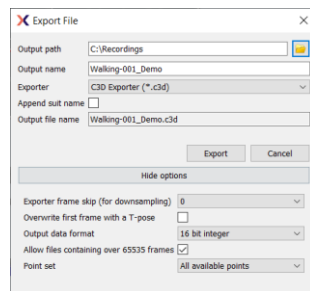 Export File
Output path C:\Recordings
Output name Walking-001_Demo
Exporter C3D Exporter (*.c3d)
Append suit name
Output file name Walking-001_Demo.c3d
Export Cancel
Hide options
Exporter frame skip (for downsampling) 0
Overwrite first frame with a T-pose
Output data format 16 bit integer
Allow files containing over 65535 frames
Point set All available points